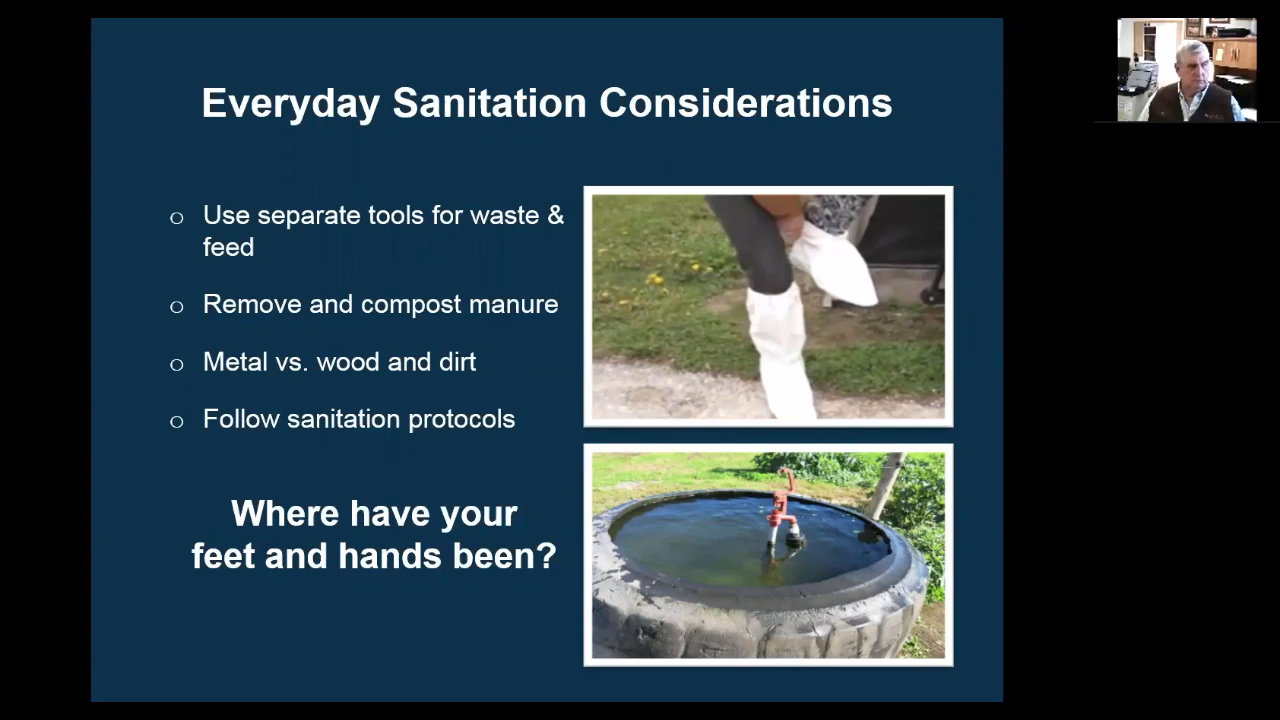 Everyday Sanitation Considerations
o Use separate tools for waste &
feed
o Remove and compost manure
o Metal vs. wood and dirt
o Follow sanitation protocols
Where have your
feet and hands been?